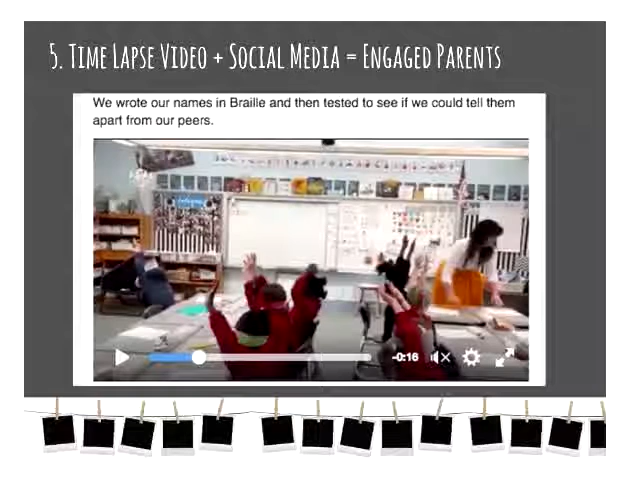 5. Time Lapse Video + Social Media = Engaged Parents
We wrote our names in Braille and then tested to see if we could tell them
apart from our peers.
-0:16